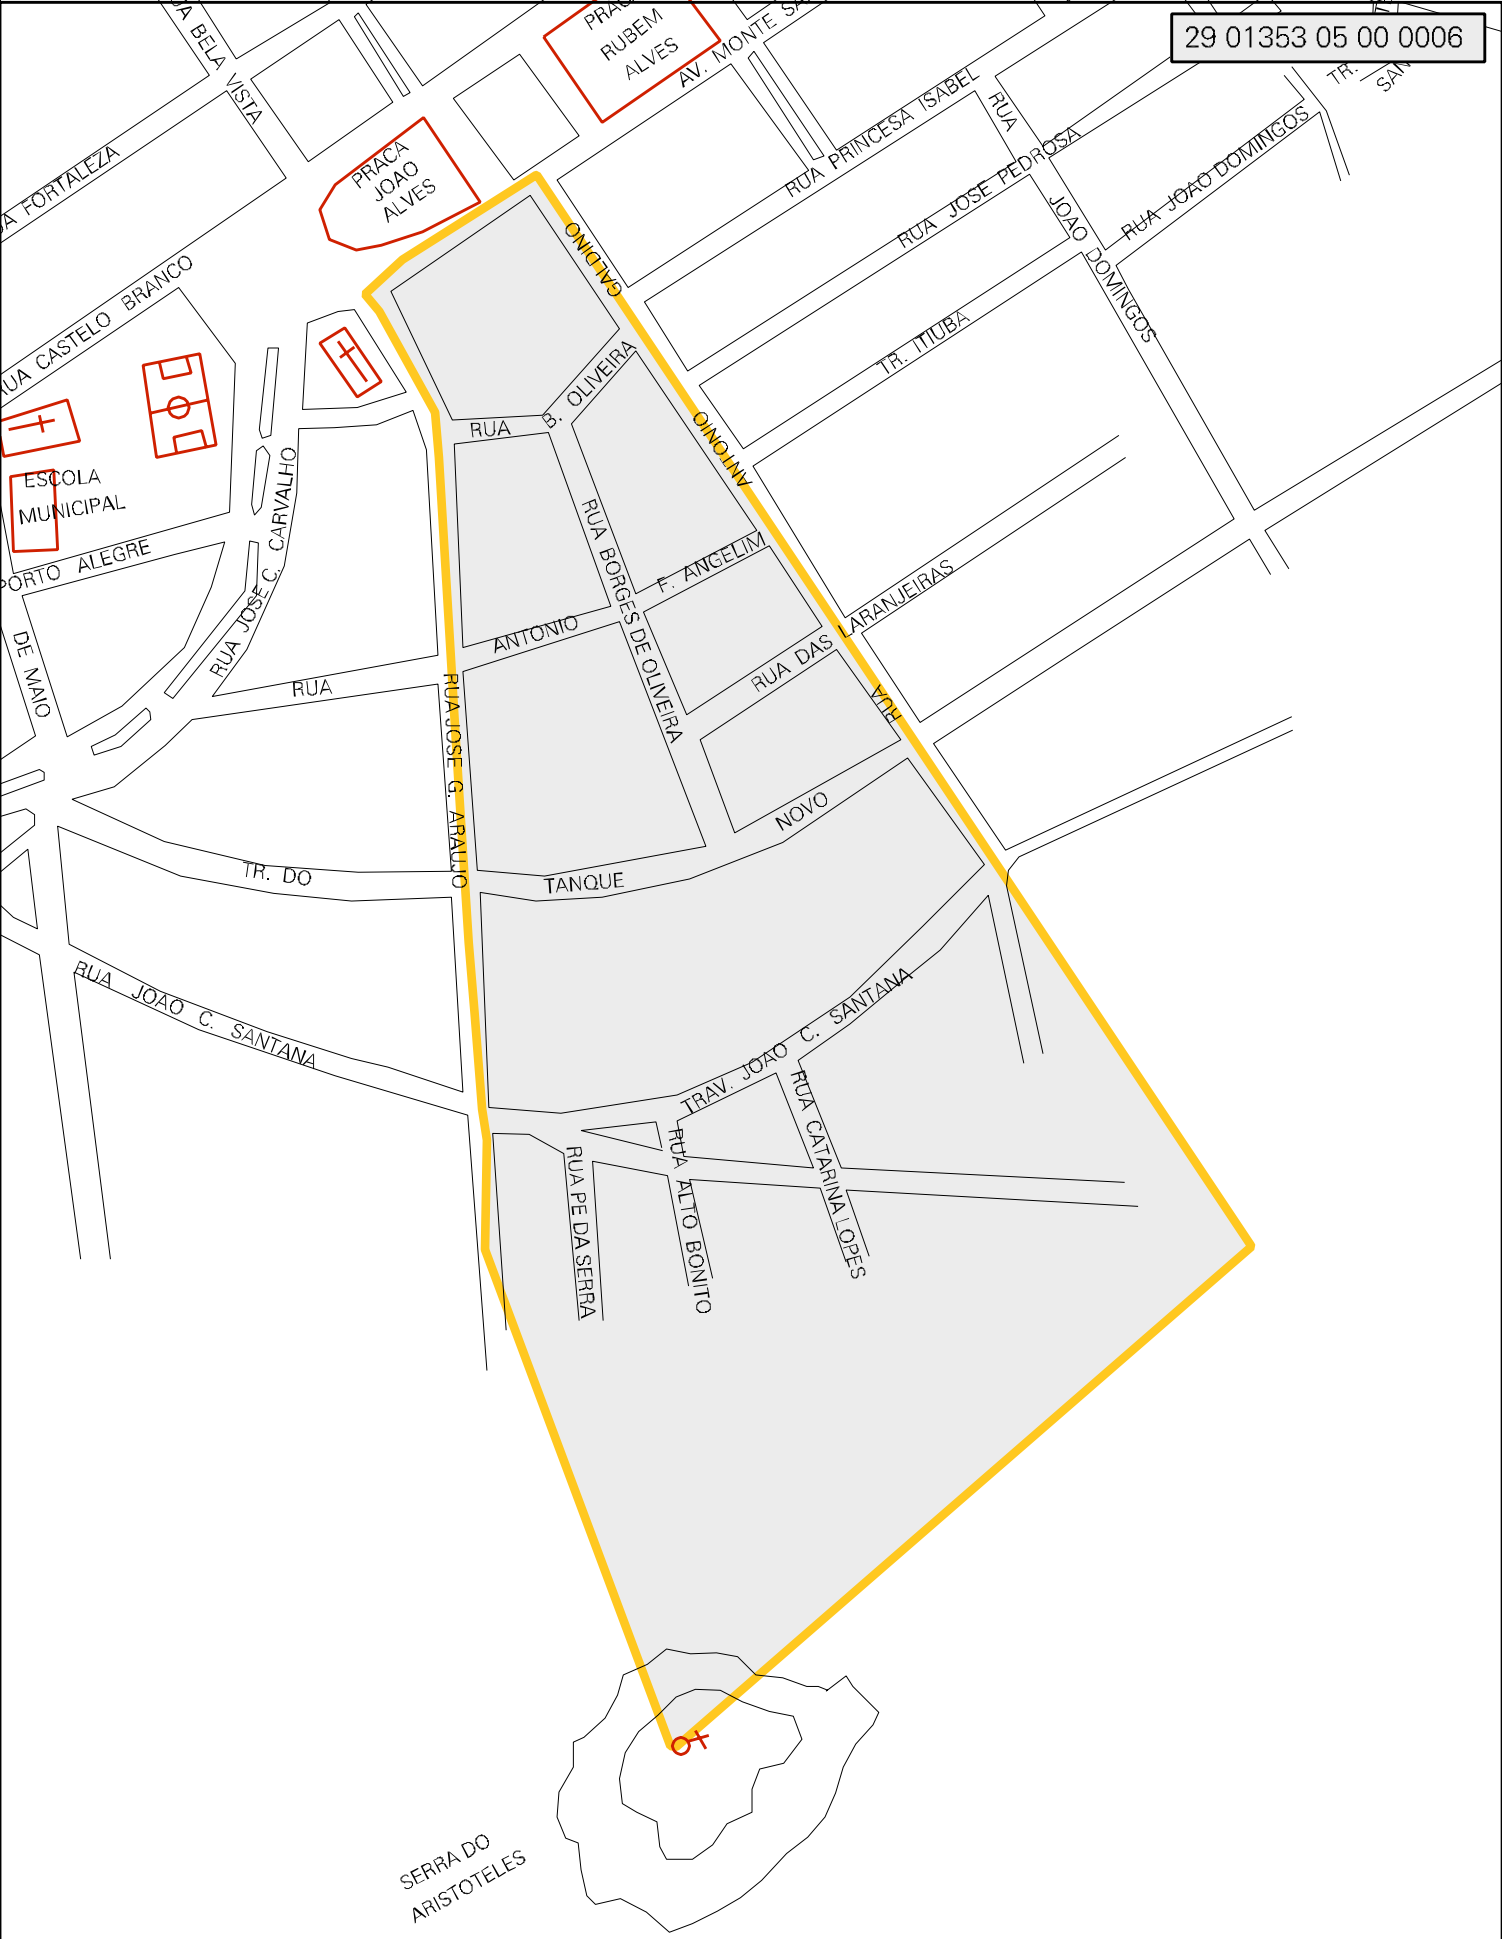 29 01353 05 00 0006
RUBEM
ALVES
AV. MONTE
BELA VISTA
TR.
RUA PRINCESA ISABEL
RUA JOAO DOMINGOS
RUA JOSE PEDROSA
RUA JOAO DOMINGOS
FORTALEZA
PRACA
JOAO
ALVES
RUA CASTELO BRANCO
TR. ITIUBA
RUA ANTONIO GALDINO
RUA B. OLIVEIRA
ESCOLA
MUNICIPAL
PORTO ALEGRE
RUA JOSE C. CARVALHO
RUA BORGES DE OLIVEIRA
RUA ANTONIO F. ANGELIM
RUA DAS LARANJEIRAS
DE MAIO
RUA JOSE G. ARAUJO
TR. DO TANQUE NOVO
RUA JOAO C. SANTANA
TRAV. JOAO C. SANTANA
RUA PE DA SERRA
RUA ALTO BONITO
RUA CATARINA LOPES
SERRA DO
ARISTOTELES